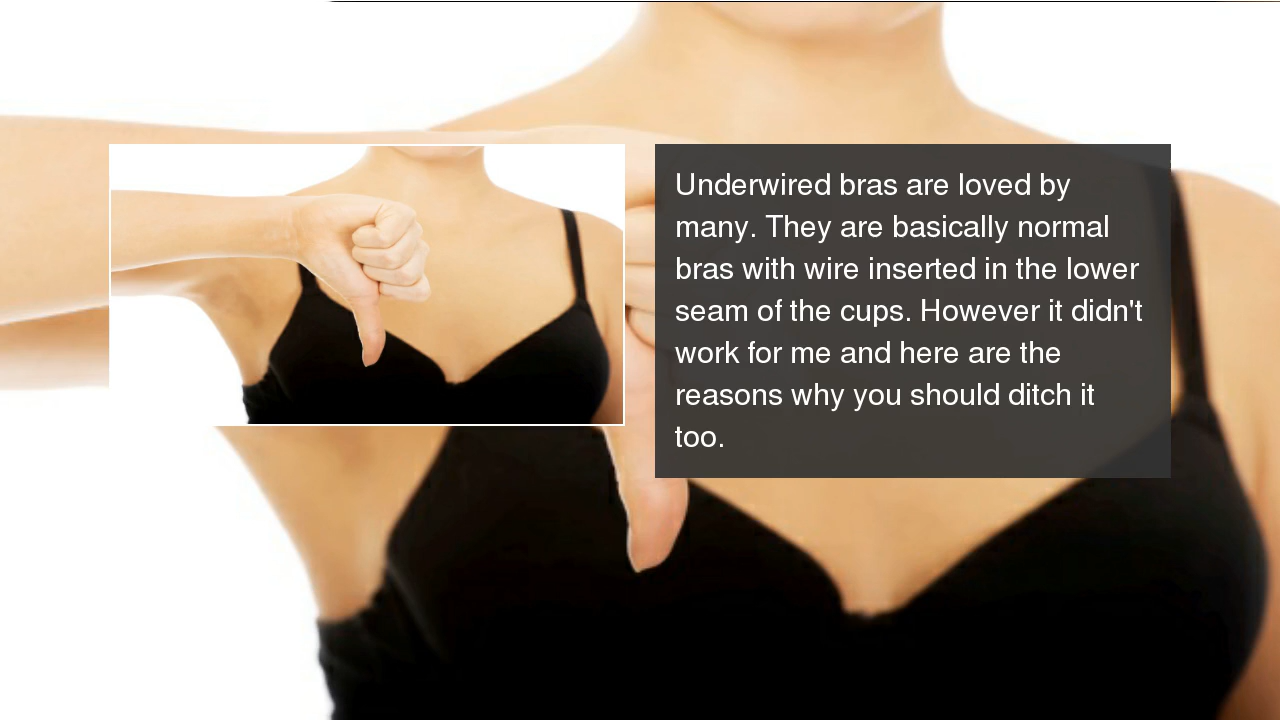 Underwired bras are loved by
many. They are basically normal
bras with wire inserted in the lower
seam of the cups. However it didn't
work for me and here are the
reasons why you should ditch it
too.